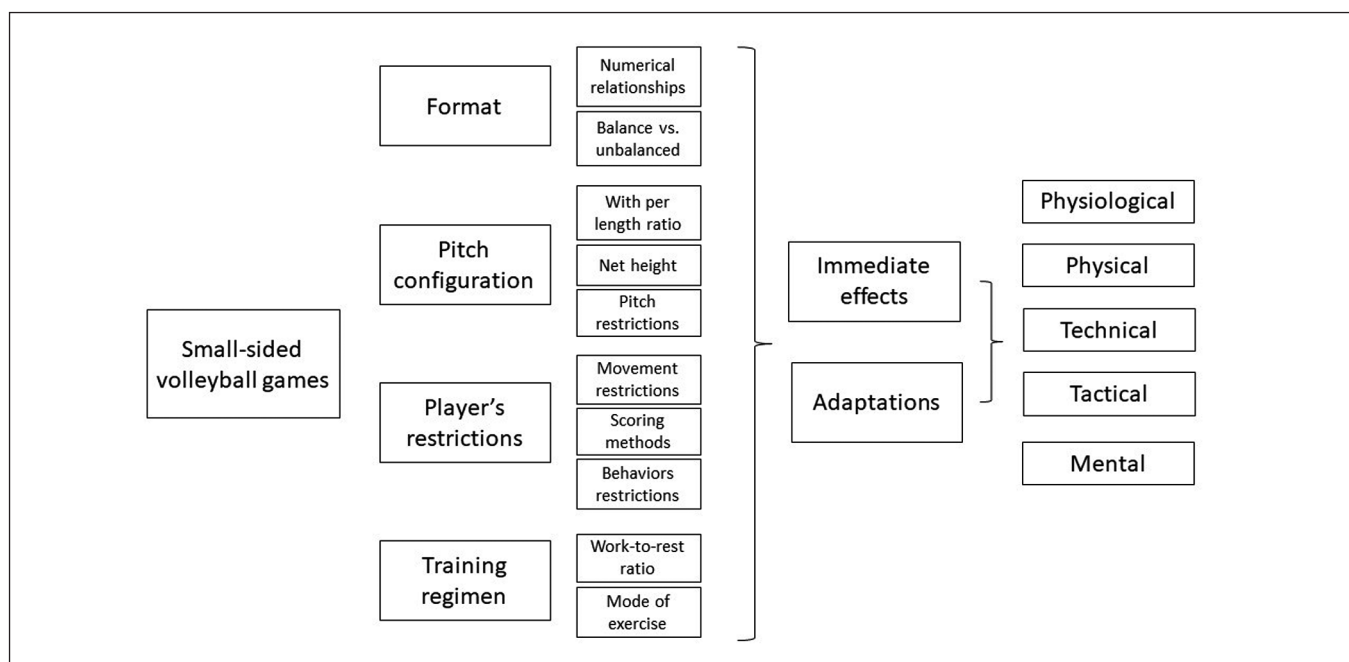 Small-sided
volleyball games
Format
Numerical
relationships
Balance vs.
unbalanced
Pitch
configuration
With per
length ratio
Net height
Pitch
restrictions
Player’s
restrictions
Movement
restrictions
Scoring
methods
Behaviors
restrictions
Training
regimen
Work-to-rest
ratio
Mode of
exercise
Immediate
effects
Adaptations
Physiological
Physical
Technical
Tactical
Mental